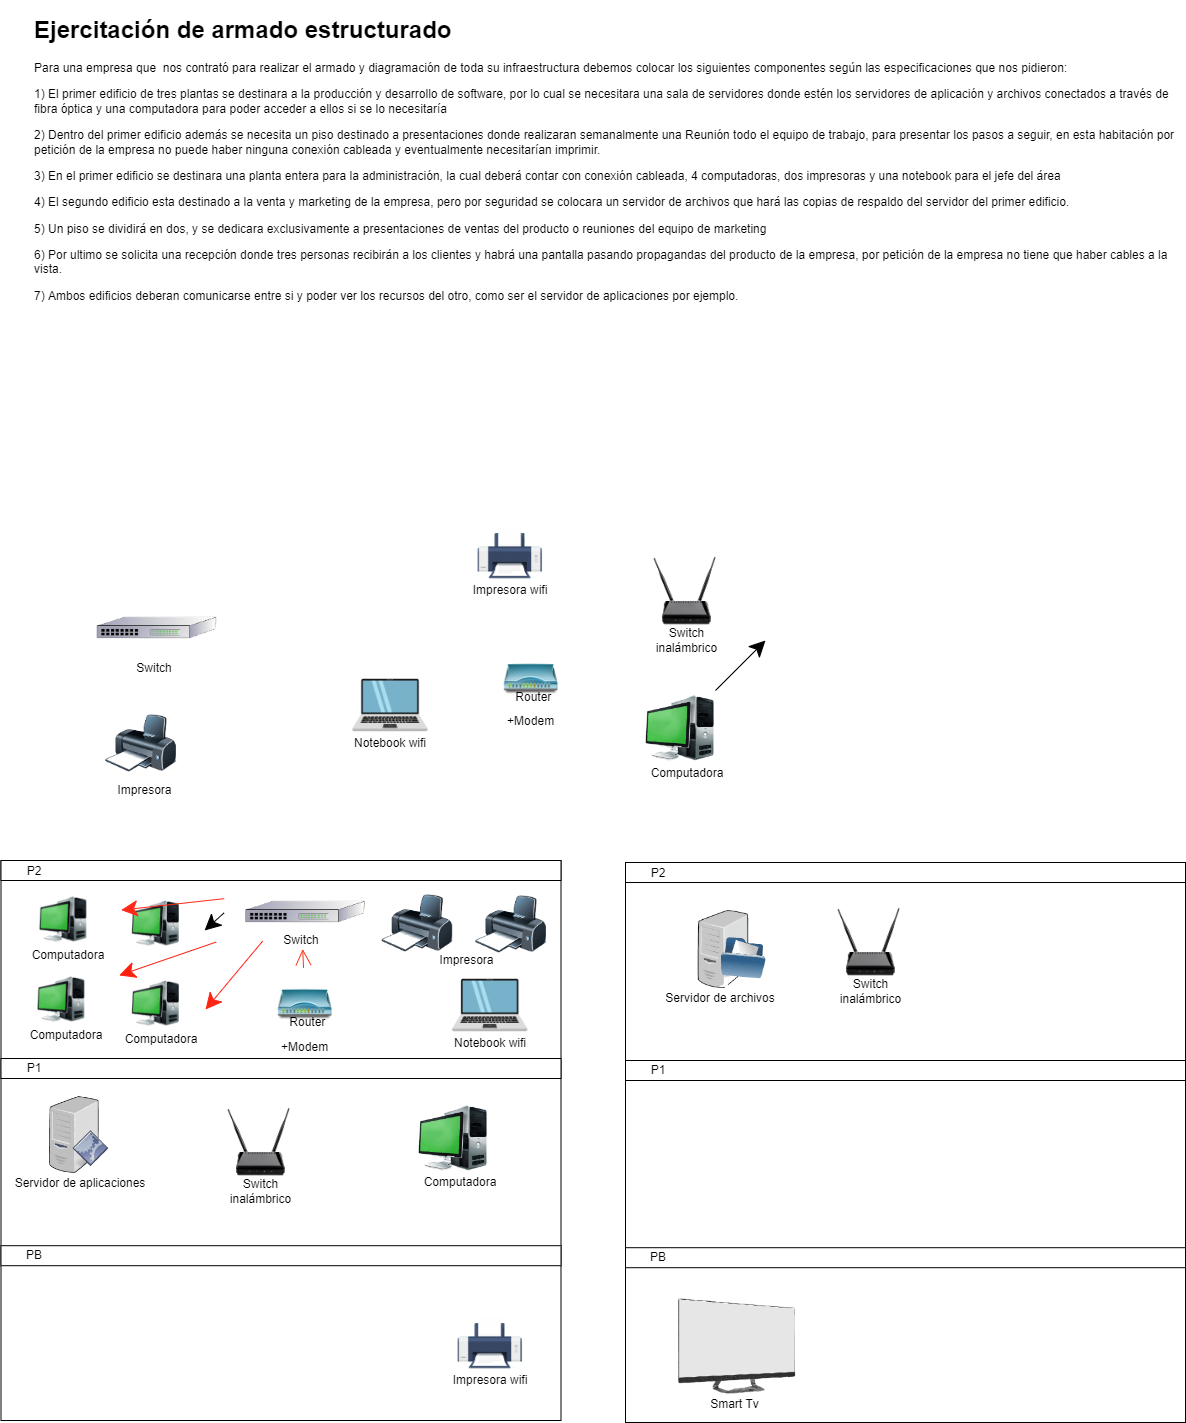 Ejercitación de armado estructurado
Para una empresa que  nos contrató para realizar el armado y diagramación de toda su infraestructura debemos colocar los siguientes componentes según las especificaciones que nos pidieron:
1) El primer edificio de tres plantas se destinara a la producción y desarrollo de software, por lo cual se necesitara una sala de servidores donde estén los servidores de aplicación y archivos conectados a través de
fibra óptica y una computadora para poder acceder a ellos si se lo necesitaría
2) Dentro del primer edificio además se necesita un piso destinado a presentaciones donde realizaran semanalmente una Reunión todo el equipo de trabajo, para presentar los pasos a seguir, en esta habitación por
petición de la empresa no puede haber ninguna conexión cableada y eventualmente necesitarían imprimir.
3) En el primer edificio se destinara una planta entera para la administración, la cual deberá contar con conexión cableada, 4 computadoras, dos impresoras y una notebook para el jefe del área
4) El segundo edificio esta destinado a la venta y marketing de la empresa, pero por seguridad se colocara un servidor de archivos que hará las copias de respaldo del servidor del primer edificio.
5) Un piso se dividirá en dos, y se dedicara exclusivamente a presentaciones de ventas del producto o reuniones del equipo de marketing
6) Por ultimo se solicita una recepción donde tres personas recibirán a los clientes y habrá una pantalla pasando propagandas del producto de la empresa, por petición de la empresa no tiene que haber cables a la
vista.
7) Ambos edificios deberan comunicarse entre si y poder ver los recursos del otro, como ser el servidor de aplicaciones por ejemplo.
Impresora wifi
Switch
inalámbrico
Switch
Router
+Modem
Notebook wifi
Computadora
Impresora
P2
Computadora
Switch
Impresora
Computadora
Computadora
Router
+Modem
Notebook wifi
P1
Servidor de aplicaciones
Switch
inalámbrico
Computadora
PB
Impresora wifi
P2
Servidor de archivos
Switch
inalámbrico
P1
PB
Smart Tv